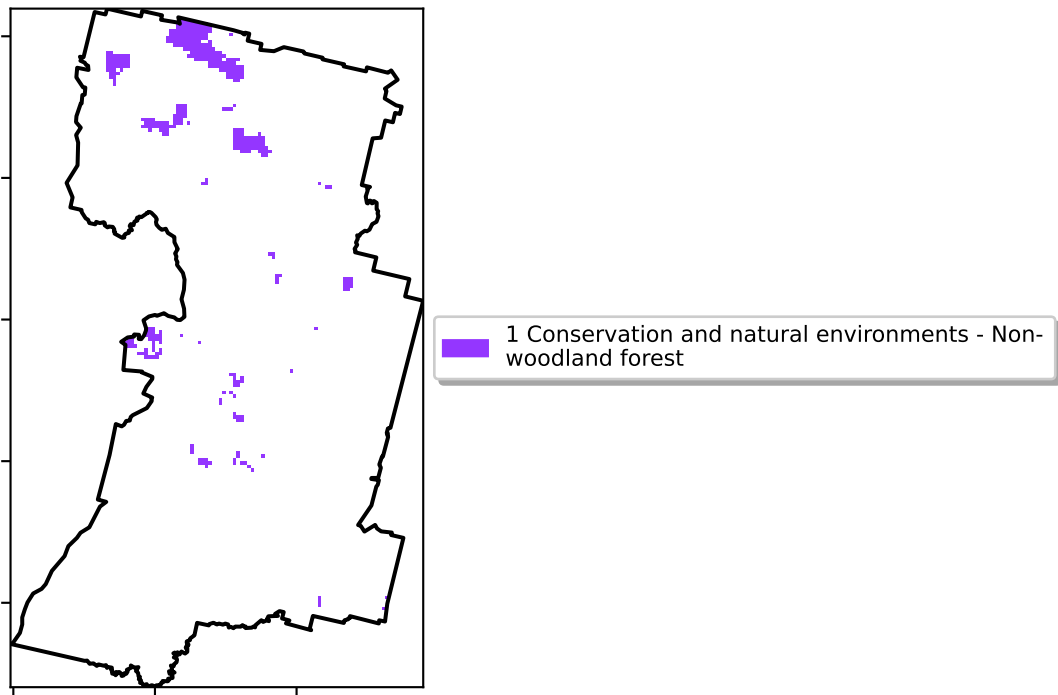 1 Conservation and natural environments - Non-
woodland forest